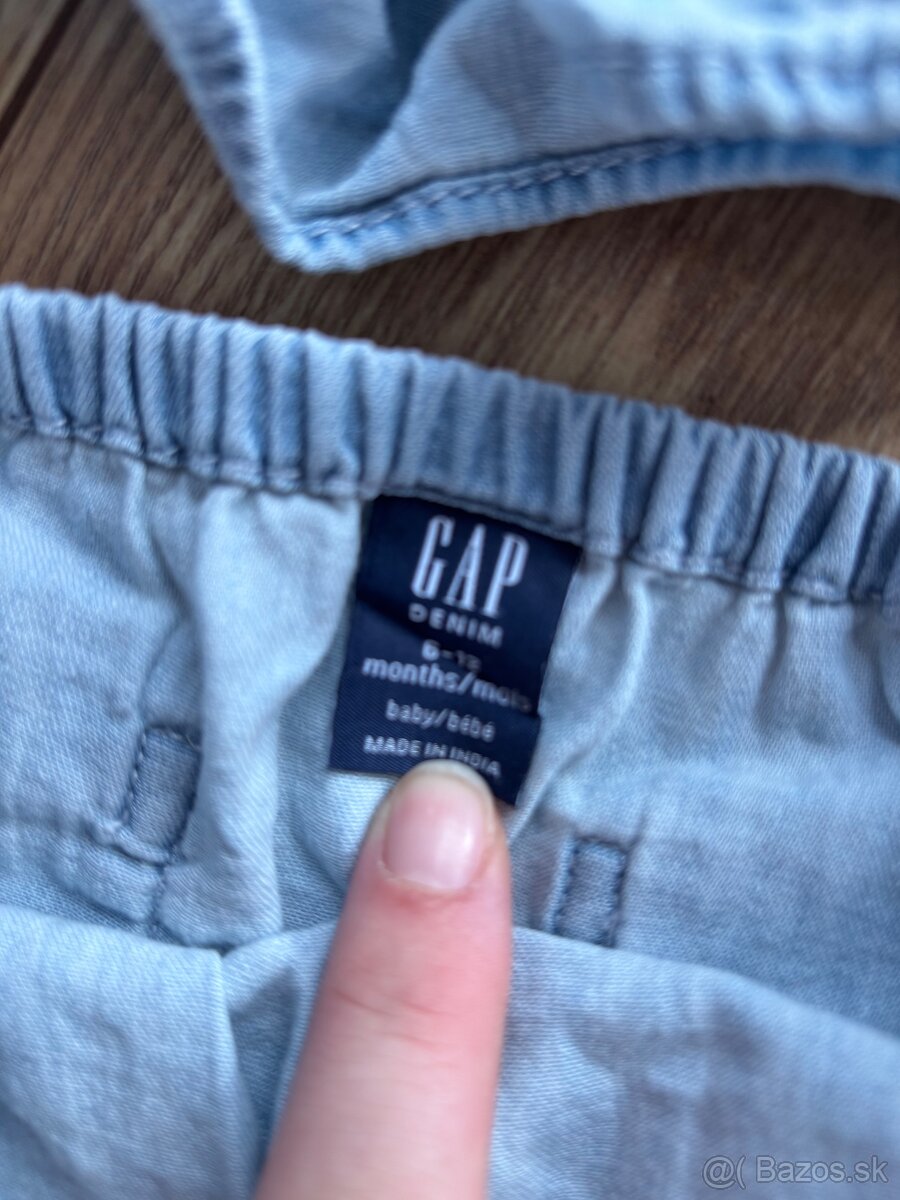 GAP
DENIM
6-12
months/mois
baby/bébé
MADE IN INDIA
@( Bazos.sk